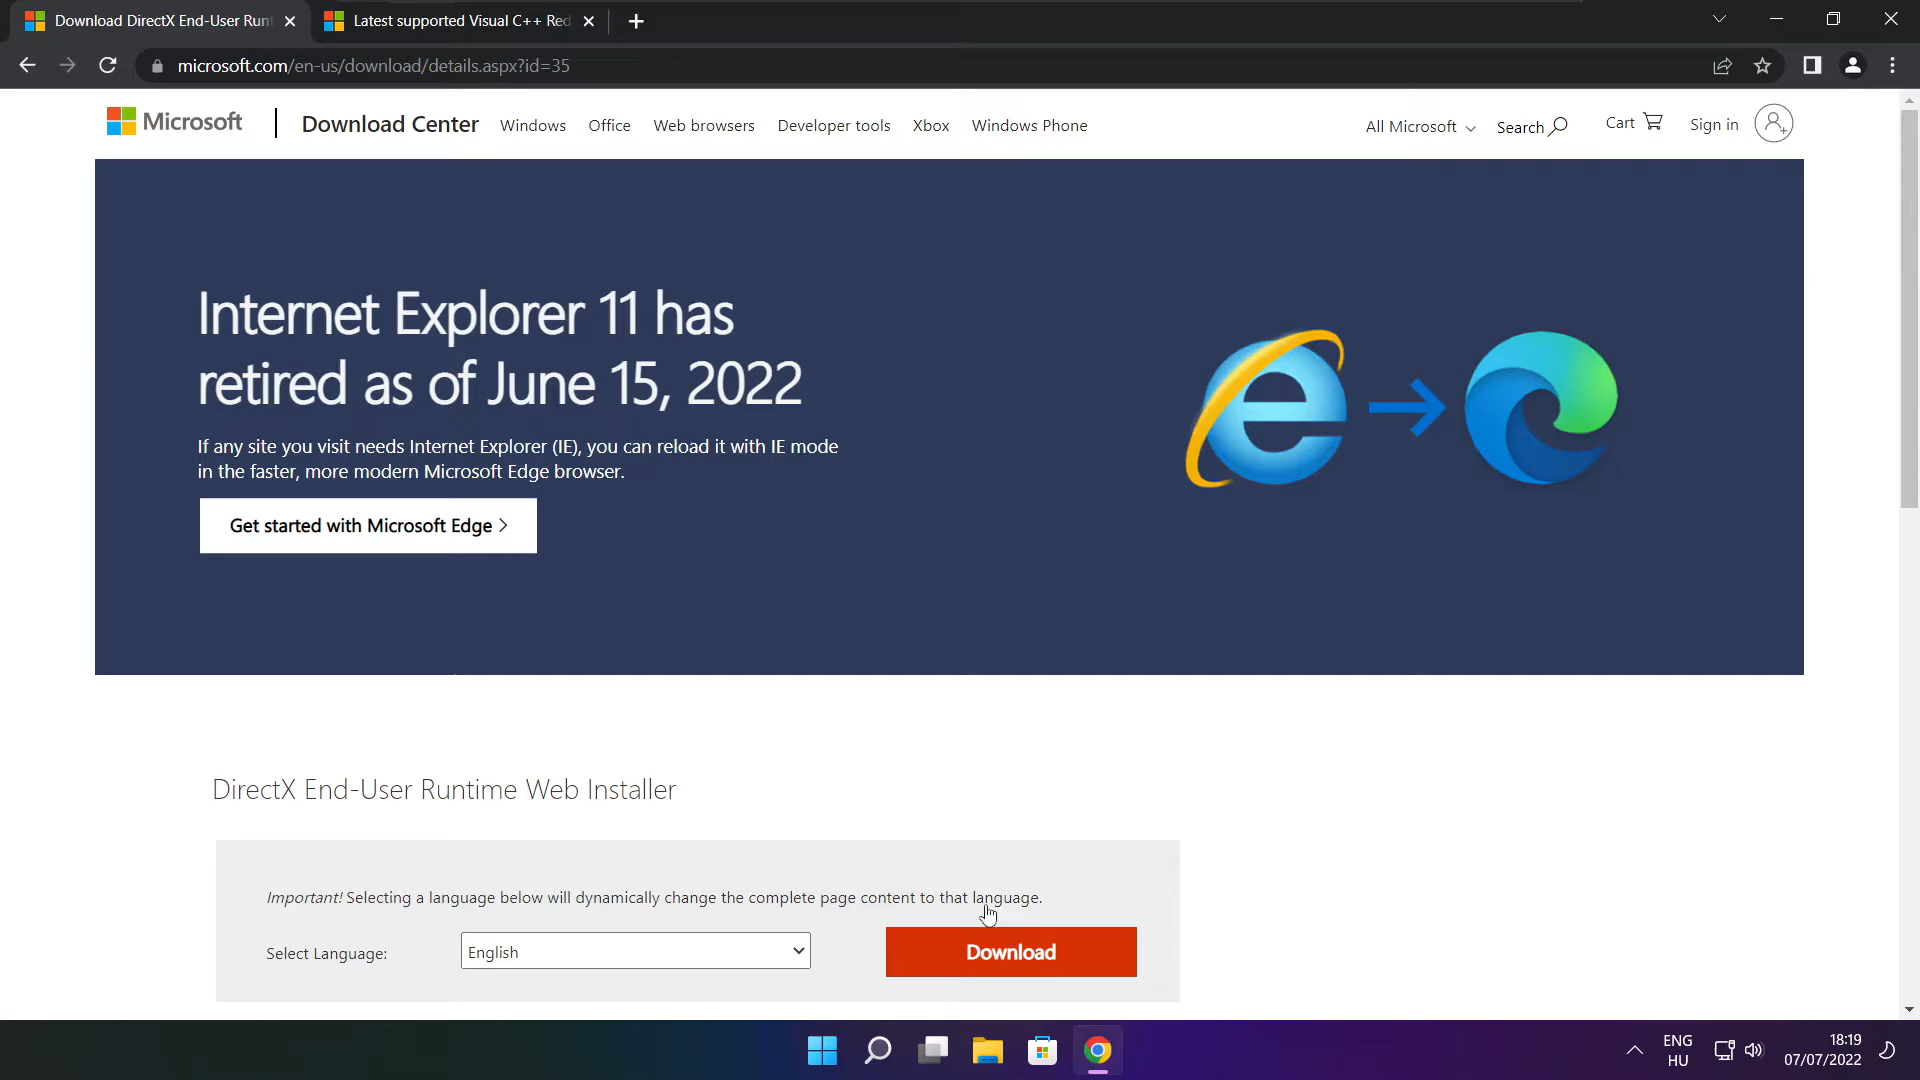 Download DirectX End-User Runt
Latest supported Visual C++ Red
microsoft.com/en-us/download/details.aspx?id=35
Microsoft
Download Center
Windows
Office
Web browsers
Developer tools
Xbox
Windows Phone
All Microsoft
Search
Cart
Sign in
Internet Explorer 11 has
retired as of June 15, 2022
If any site you visit needs Internet Explorer (IE), you can reload it with IE mode
in the faster, more modern Microsoft Edge browser.
Get started with Microsoft Edge >
DirectX End-User Runtime Web Installer
Important! Selecting a language below will dynamically change the complete page content to that language.
Select Language:
English
Download
ENG
HU
18:19
07/07/2022